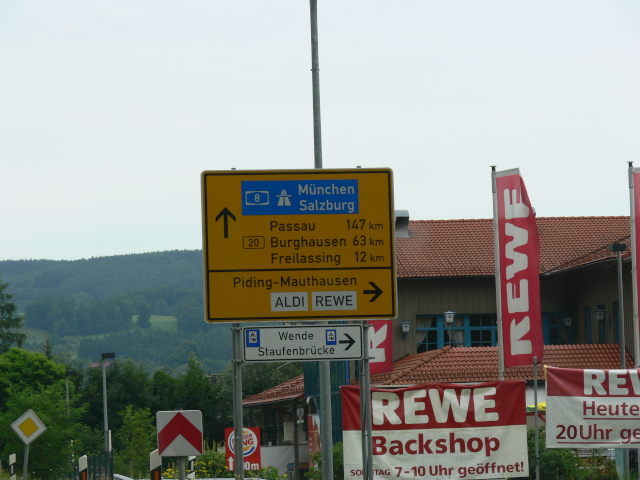 8 München
Salzburg
Passau 147 km
20 Burghausen 63 km
Freilassing 12 km
Piding-Mauthausen
ALDI REWE
Wende
Staufenbrücke
REWE
REWE
Backshop
SONNTAG 7-10 Uhr geöffnet!
REWE
Heute
20Uhr ge